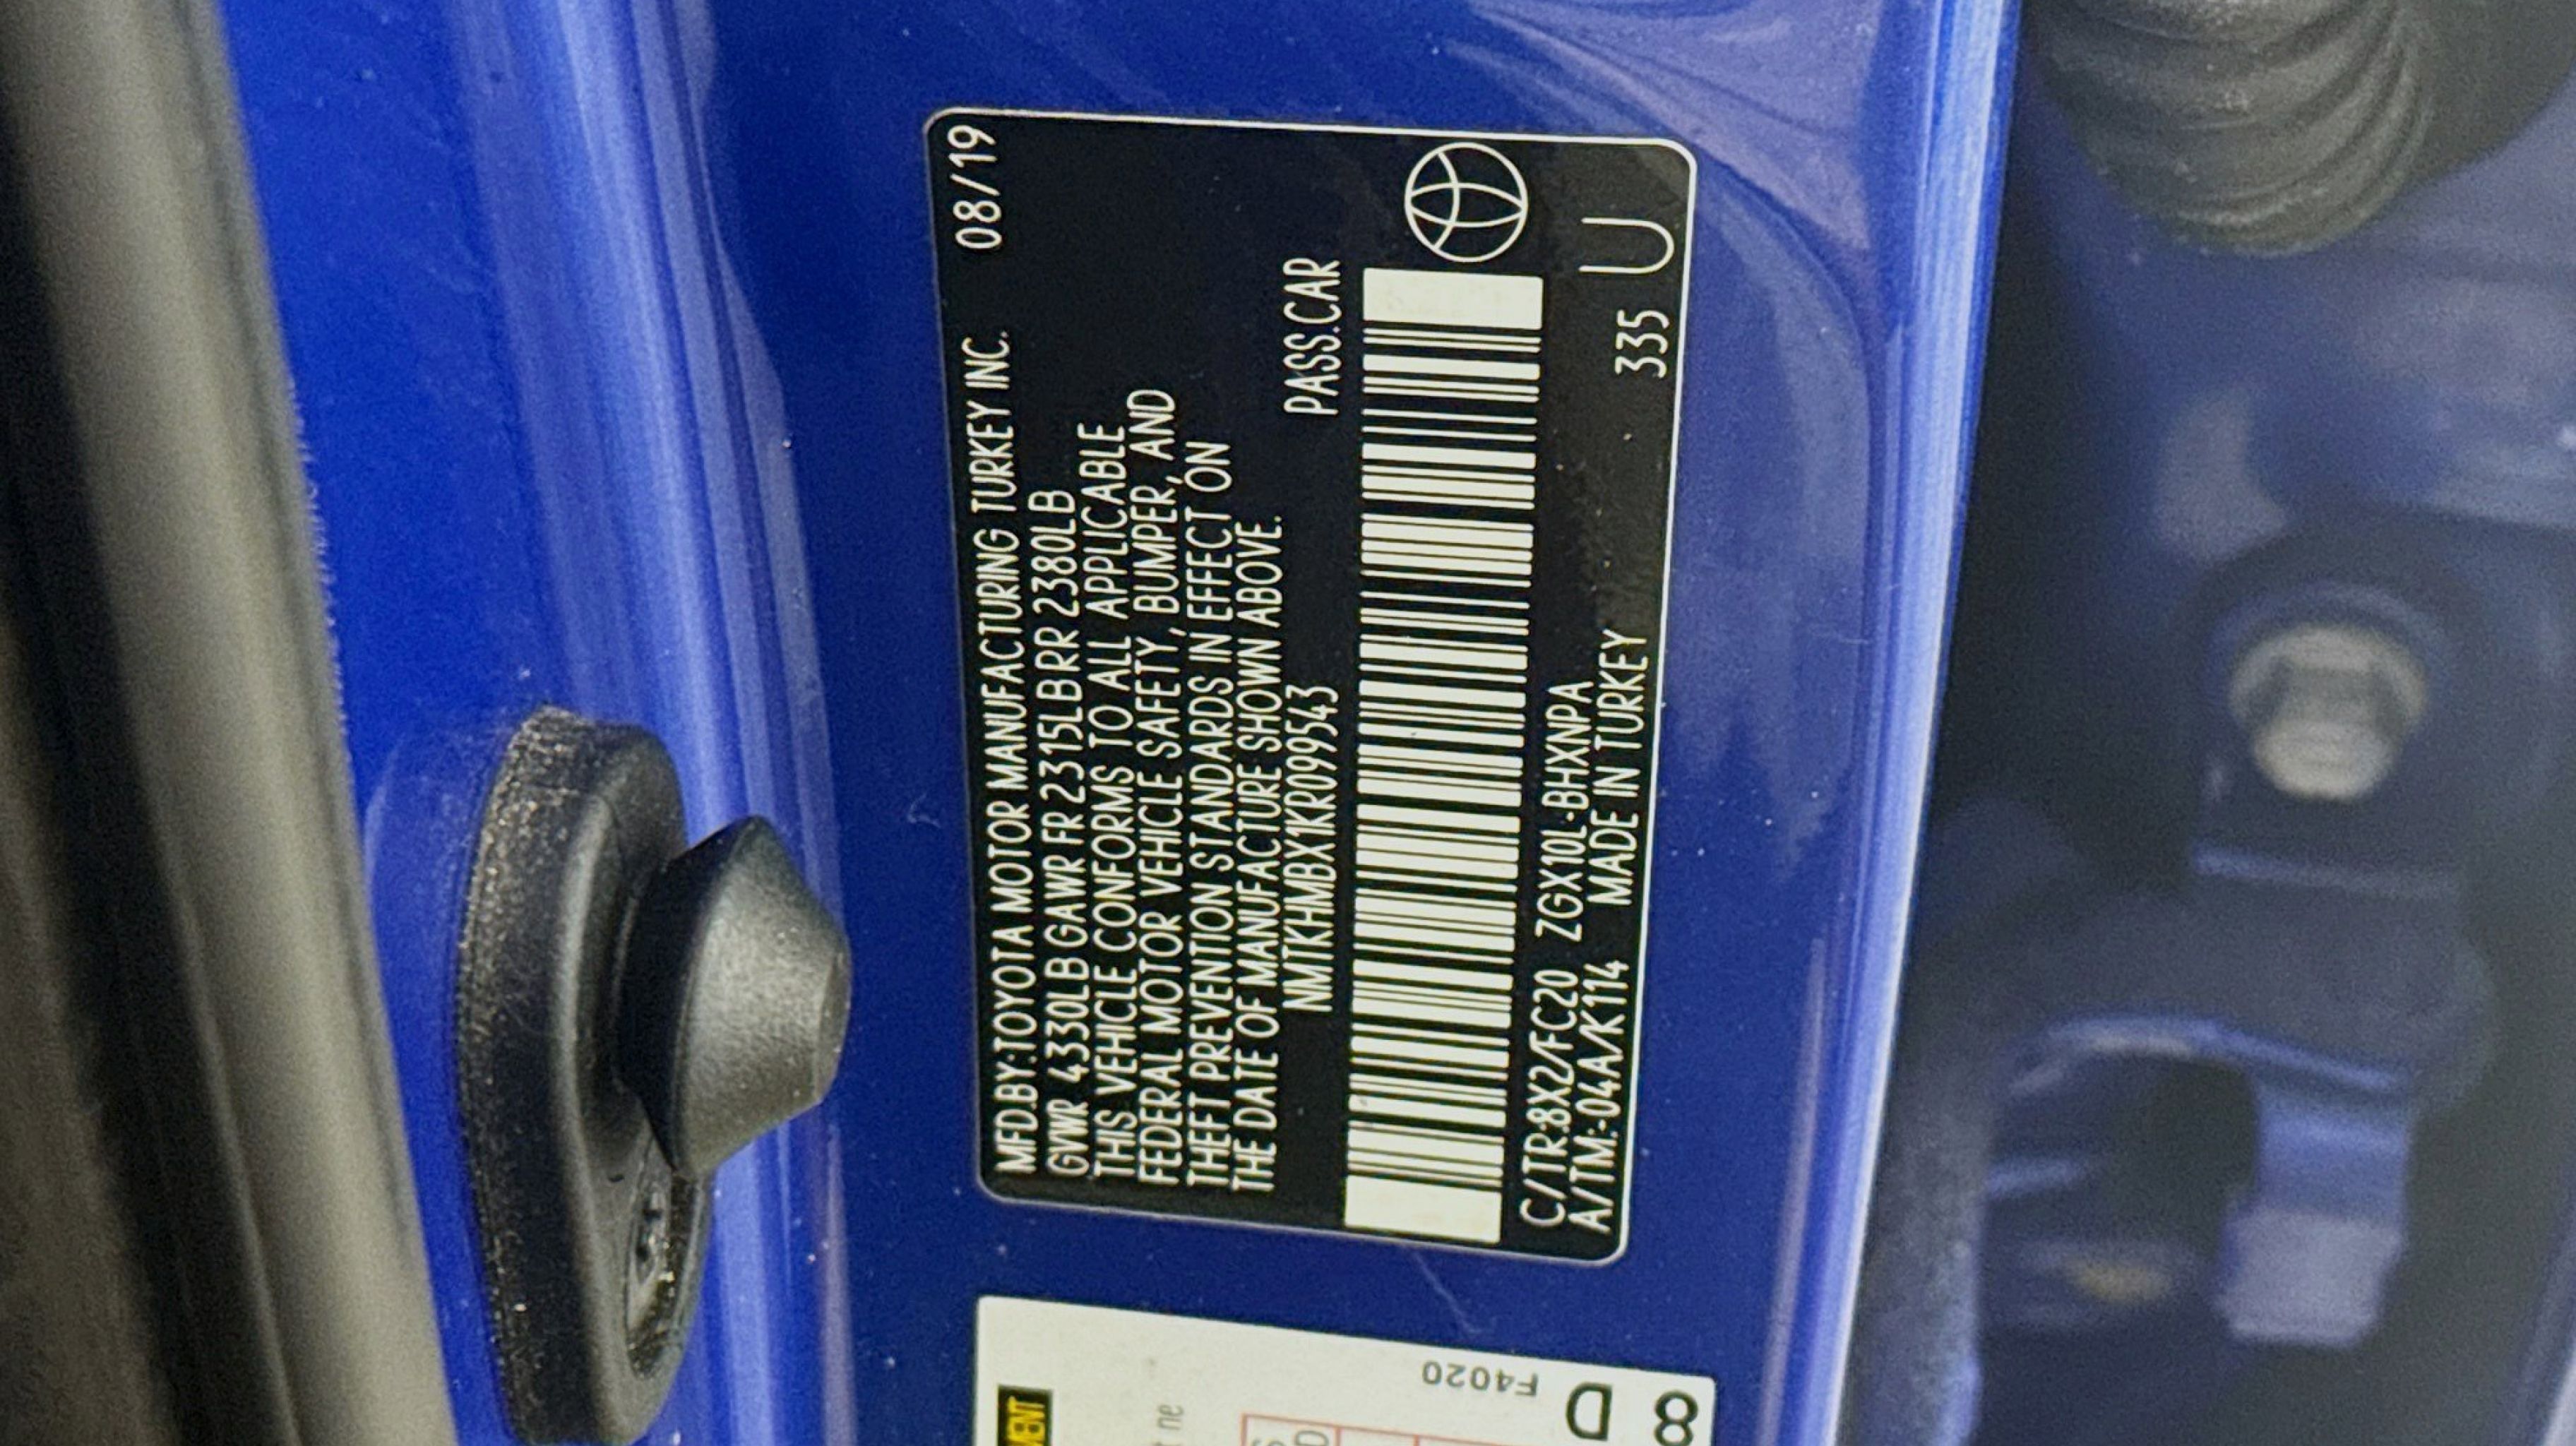 MFD.BY:TOYOTA MOTOR MANUFACTURING TURKEY INC. 08/19
GVWR 4330LB GAWR FR 2315LB RR 2380LB
THIS VEHICLE CONFORMS TO ALL APPLICABLE
FEDERAL MOTOR VEHICLE SAFETY, BUMPER, AND
THEFT PREVENTION STANDARDS IN EFFECT ON
THE DATE OF MANUFACTURE SHOWN ABOVE.
NMTKHMBX1KR099543 PASS.CAR
C/TR:8X2/FC20 ZGX10L-BHXNPA
A/TM:-04A/K114 MADE IN TURKEY 335 U
F4020
D
8